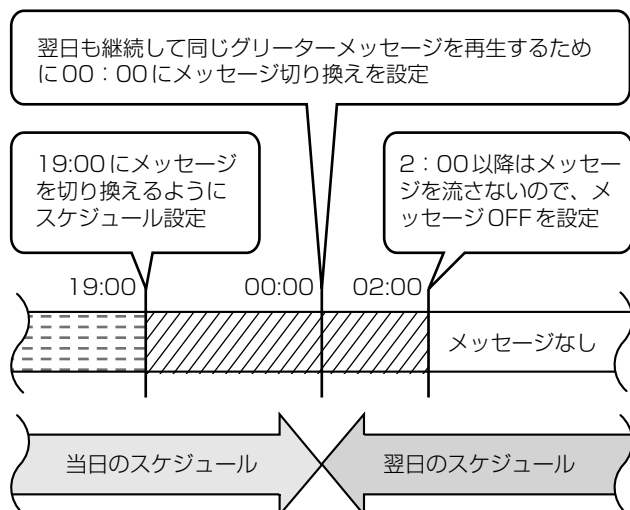 翌日も継続して同じグリーターメッセージを再生するため
に00：00にメッセージ切り換えを設定
19:00にメッセージ
を切り換えるように
スケジュール設定
2：00以降はメッセー
ジを流さないので、メ
ッセージOFFを設定
19:00
00:00
02:00
メッセージなし
当日のスケジュール
翌日のスケジュール